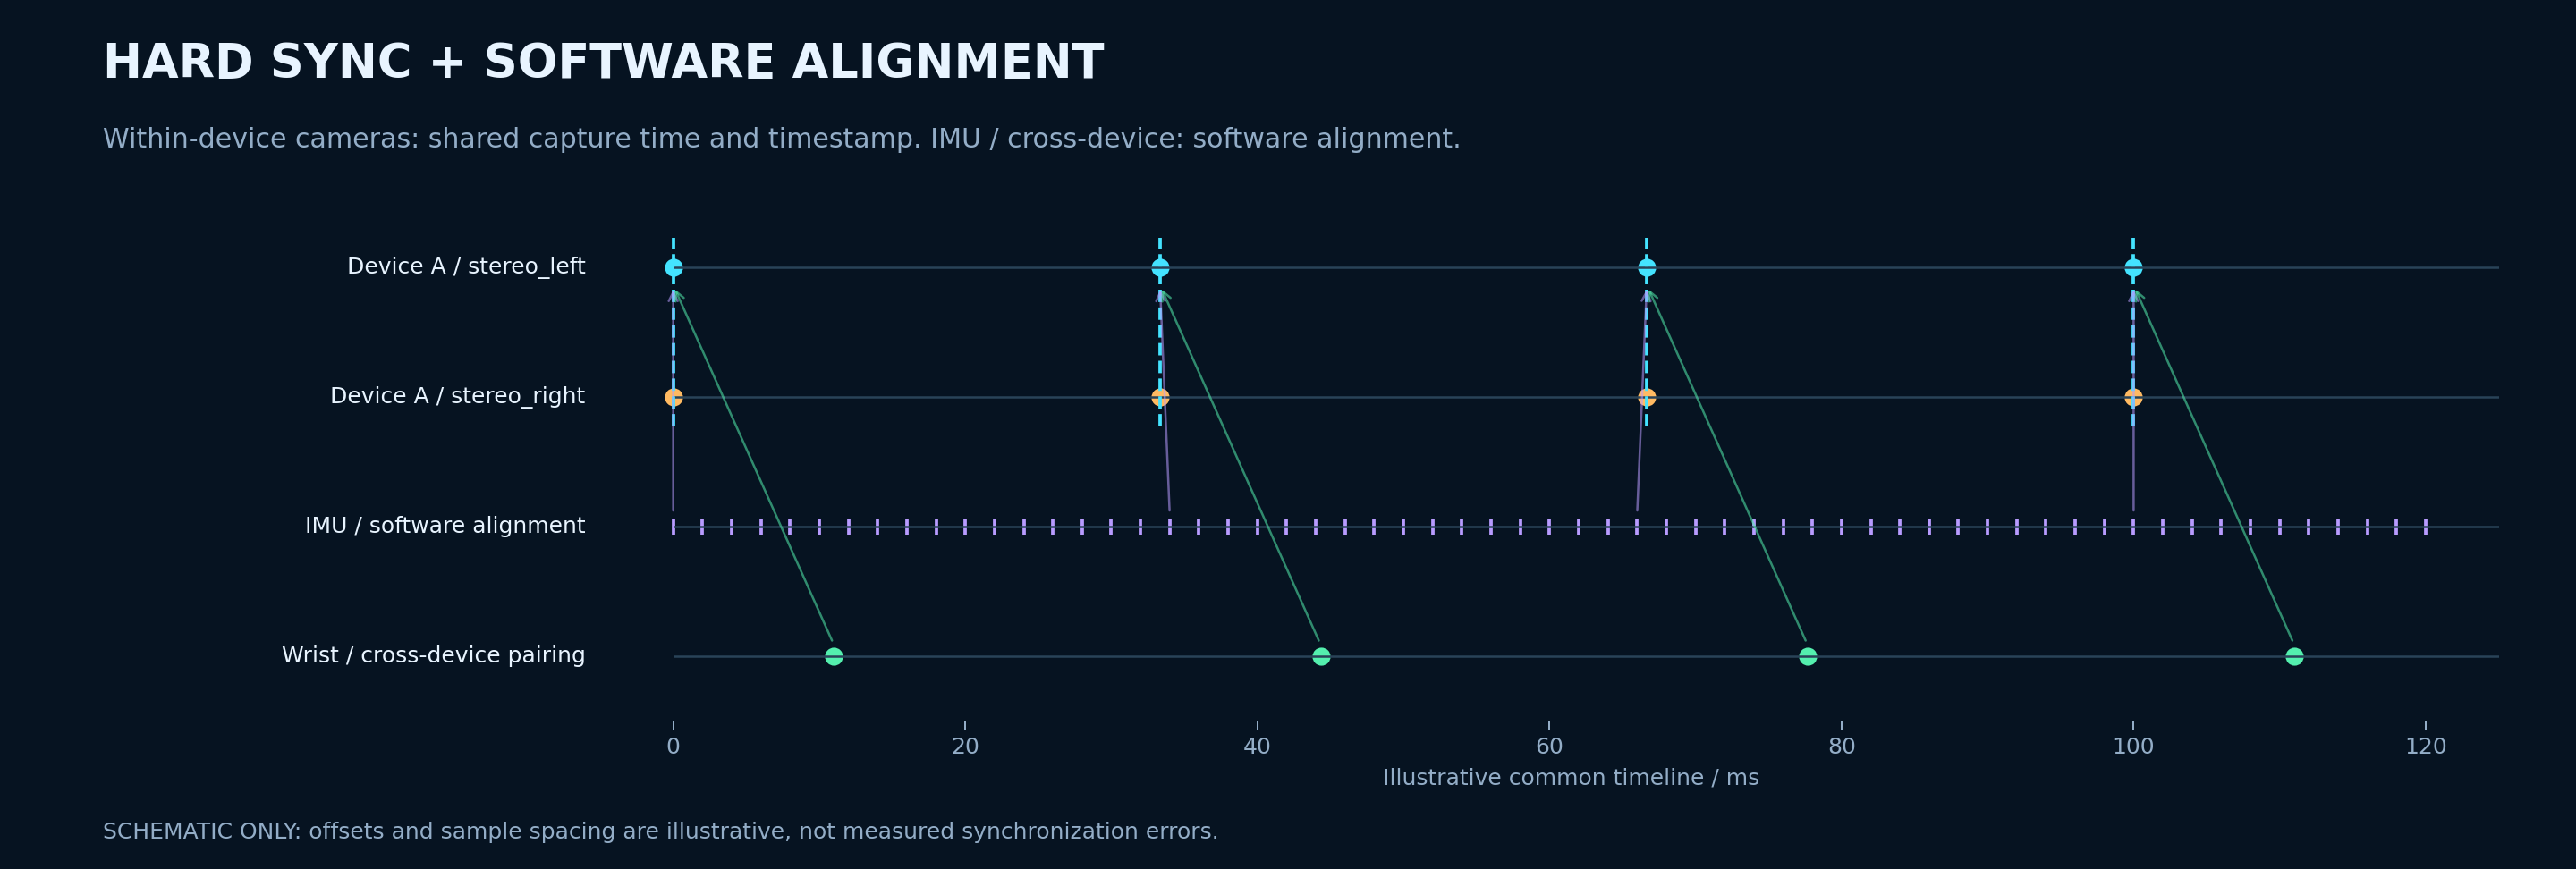 HARD SYNC + SOFTWARE ALIGNMENT
Within-device cameras: shared capture time and timestamp. IMU / cross-device: software alignment.
Device A / stereo_left
Device A / stereo_right
IMU / software alignment
Wrist / cross-device pairing
0 20 40 60 80 100 120
Illustrative common timeline / ms
SCHEMATIC ONLY: offsets and sample spacing are illustrative, not measured synchronization errors.